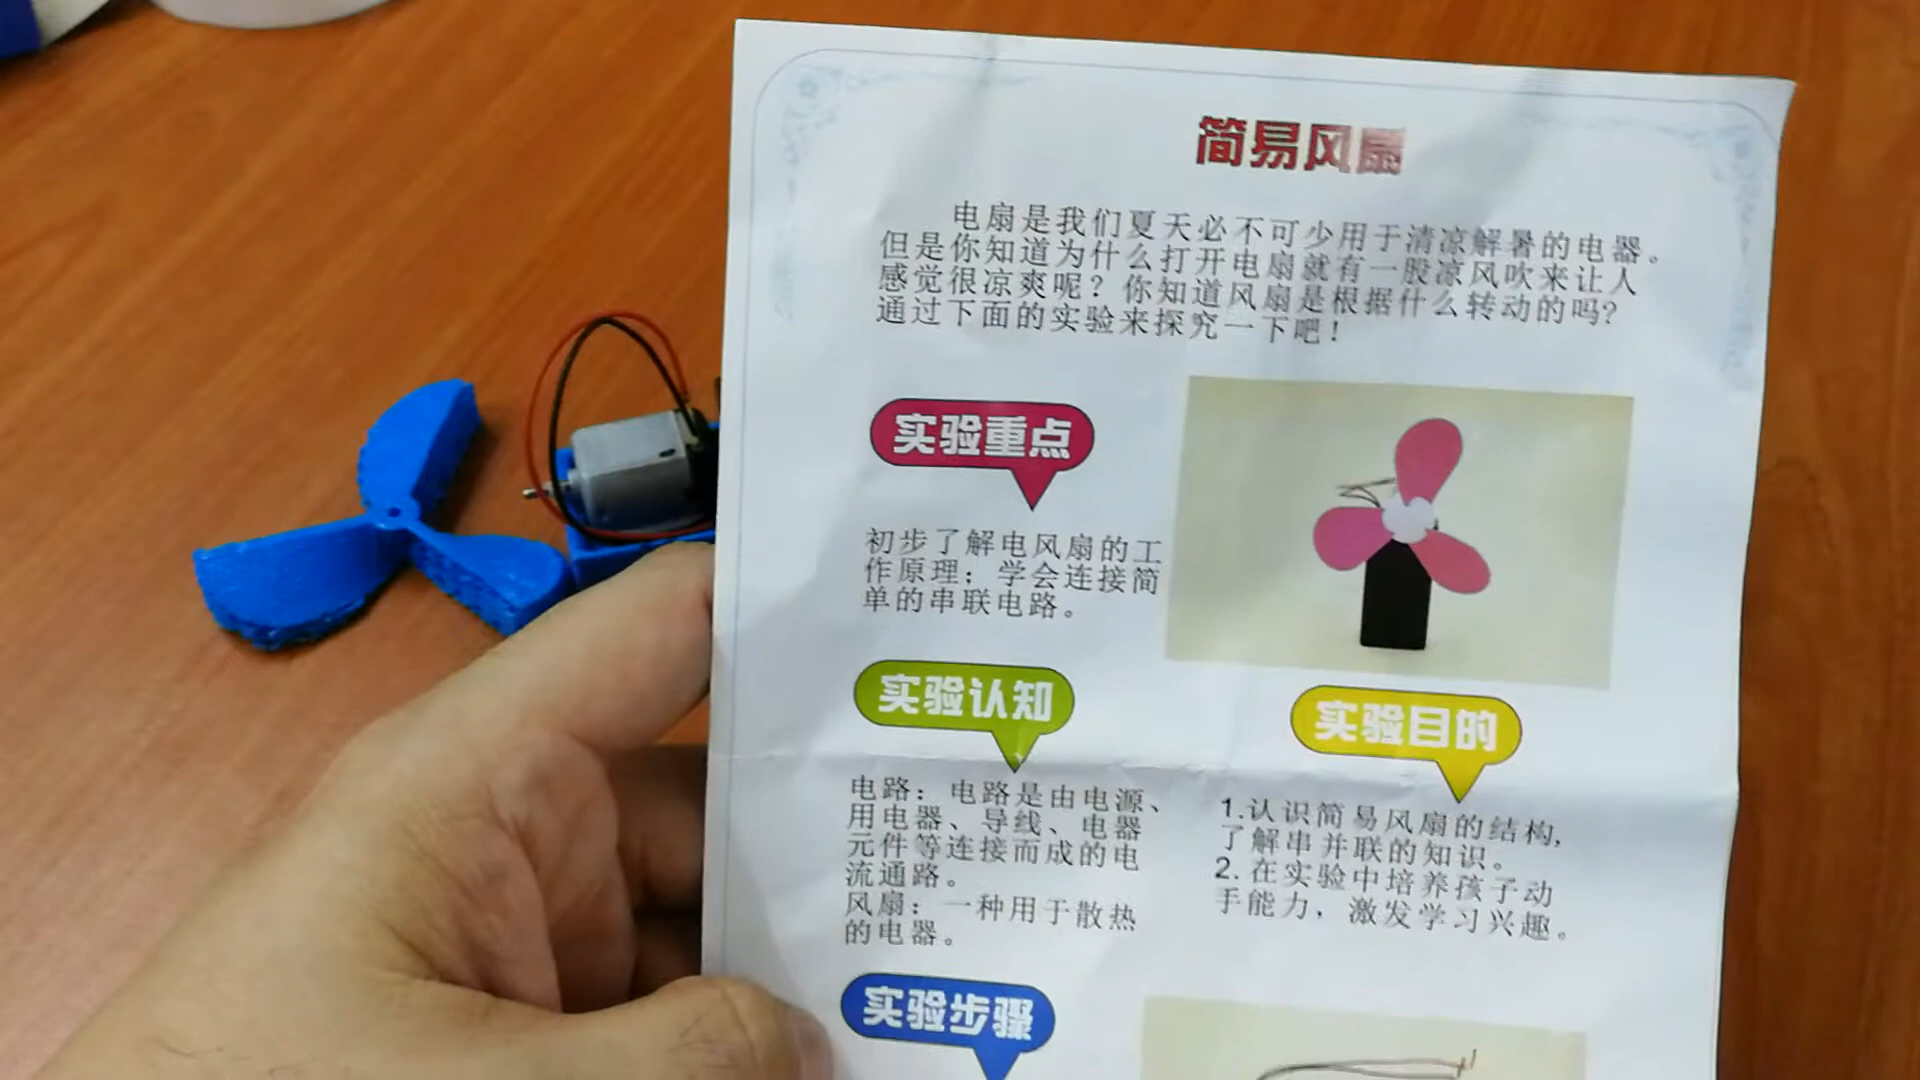 简易风扇
电扇是我们夏天必不可少用于清凉解暑的电器。
但是你知道为什么打开电扇就有一股凉风吹来让人
感觉很凉爽呢？你知道风扇是根据什么转动的吗？
通过下面的实验来探究一下吧！
实验重点
初步了解电风扇的工
作原理；学会连接简
单的串联电路。
实验认知
电路：电路是由电源、
用电器、导线、电器
元件等连接而成的电
流通路。
风扇：一种用于散热
的电器。
实验目的
1.认识简易风扇的结构,
了解串并联的知识。
2.在实验中培养孩子动
手能力，激发学习兴趣。
实验步骤